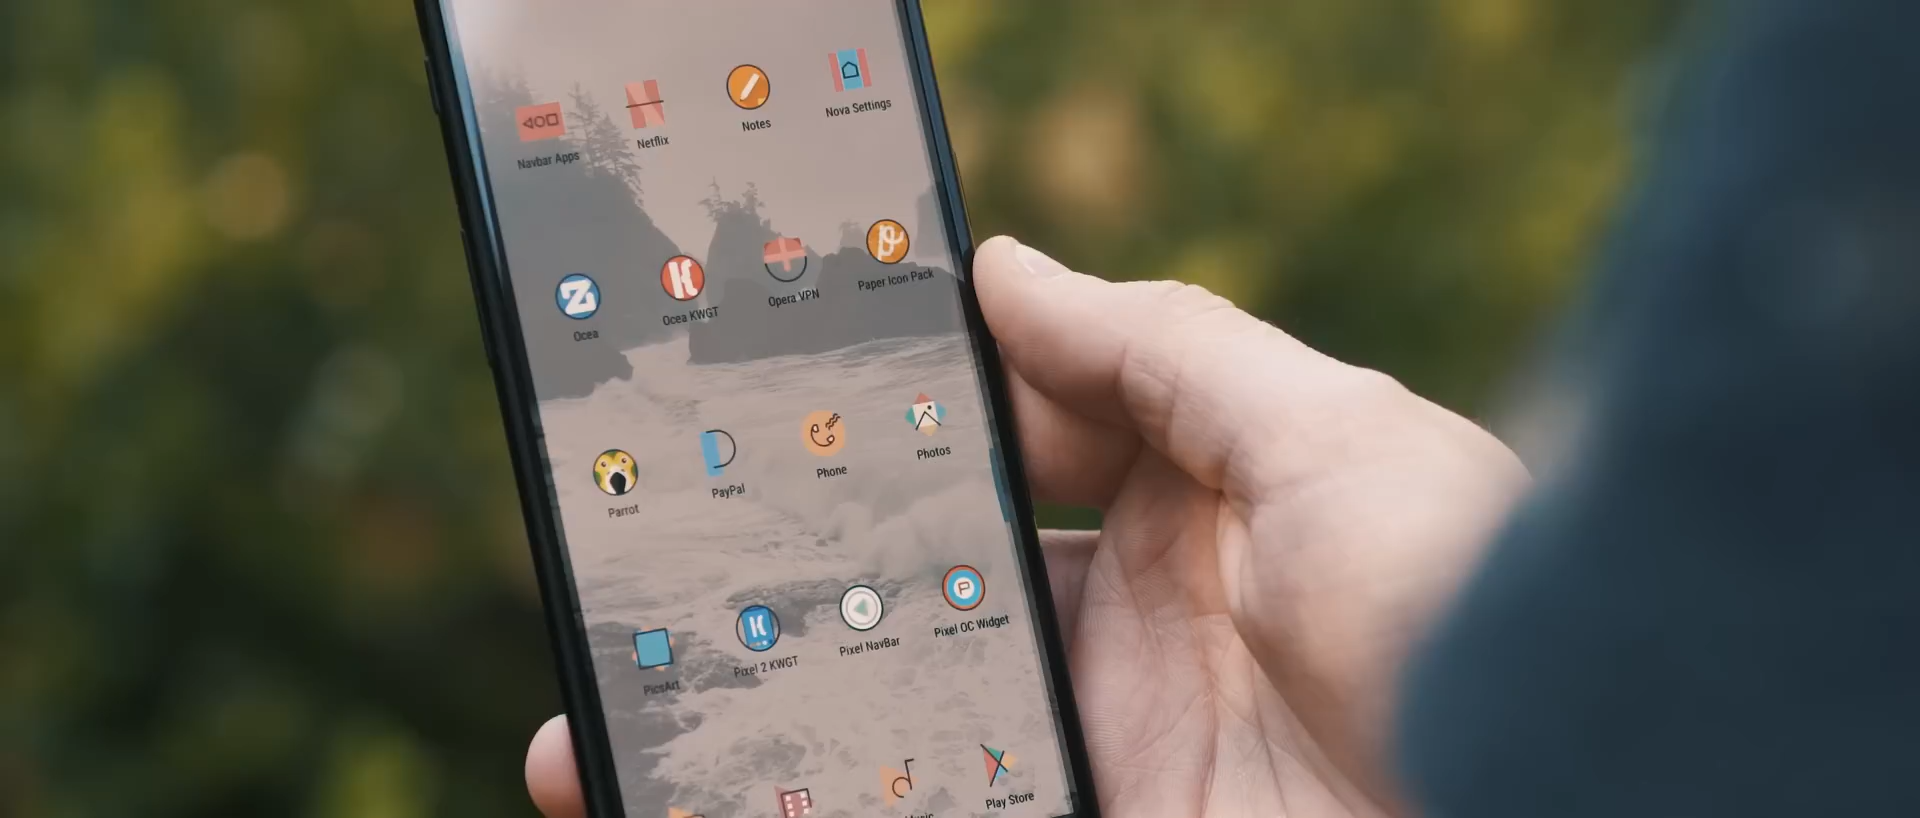 Navbar Apps
Netflix
Notes
Nova Settings
Ocea
Ocea KWGT
Opera VPN
Paper Icon Pack
Parrot
PayPal
Phone
Photos
PicsArt
Pixel 2 KWGT
Pixel NavBar
Pixel OC Widget
Music
Play Store